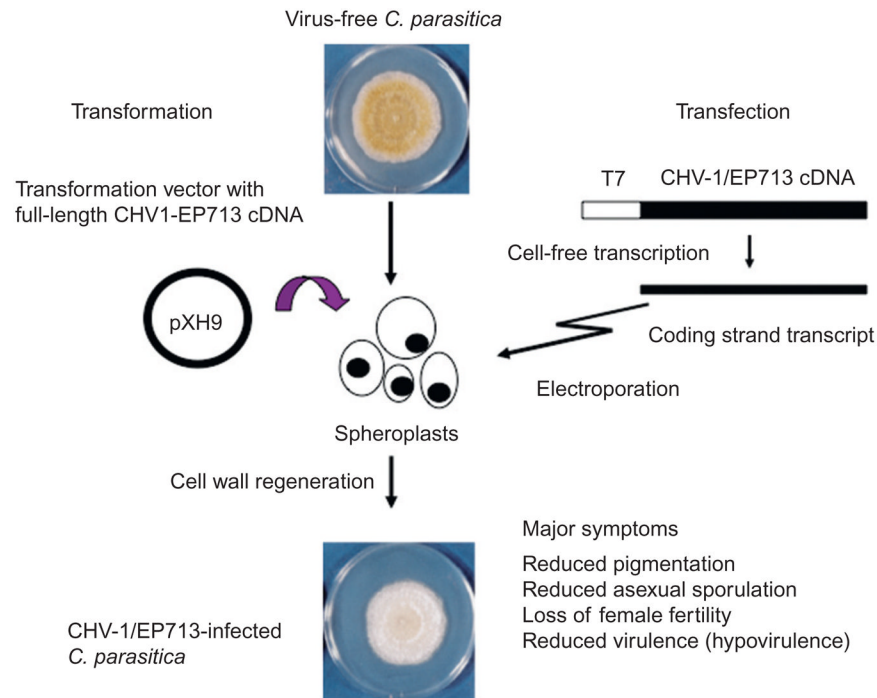 Virus-free C. parasitica
Transformation
Transfection
Transformation vector with
full-length CHV1-EP713 cDNA
T7
CHV-1/EP713 cDNA
Cell-free transcription
pXH9
Coding strand transcript
Electroporation
Spheroplasts
Cell wall regeneration
Major symptoms
Reduced pigmentation
Reduced asexual sporulation
Loss of female fertility
Reduced virulence (hypovirulence)
CHV-1/EP713-infected
C. parasitica